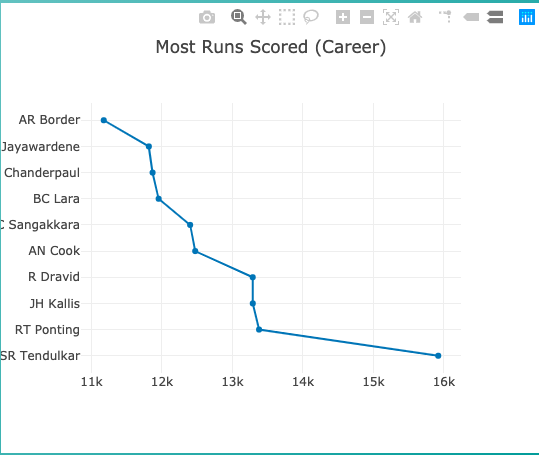 Most Runs Scored (Career)
AR Border
Jayawardene
Chanderpaul
BC Lara
C Sangakkara
AN Cook
R Dravid
JH Kallis
RT Ponting
SR Tendulkar
11k 12k 13k 14k 15k 16k